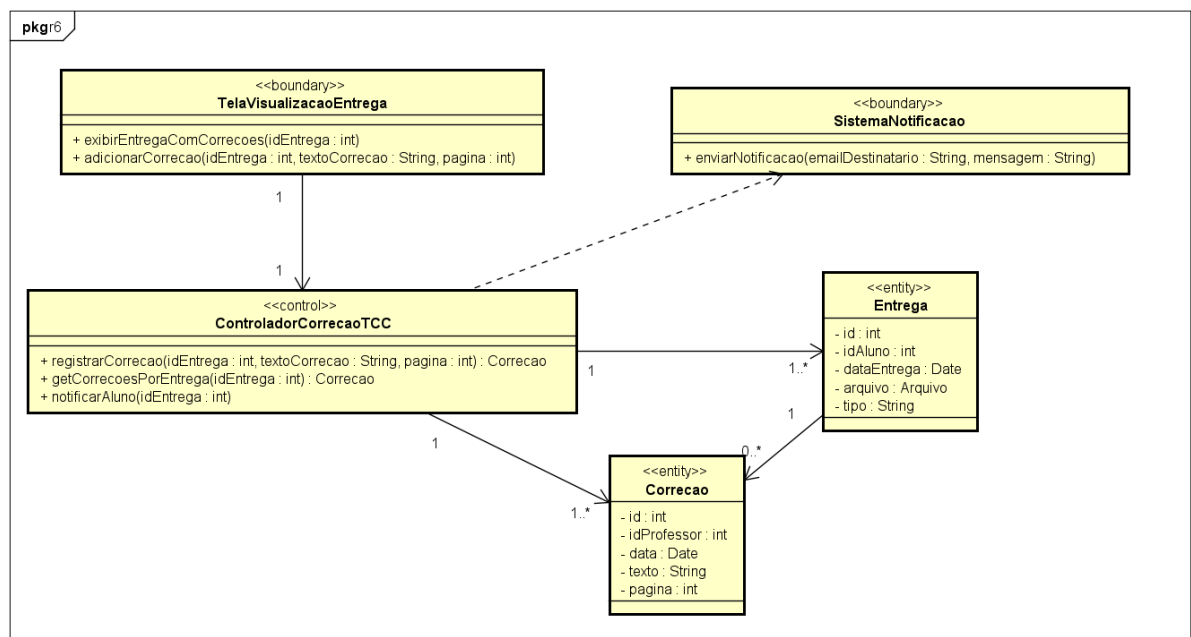 pkg r6
<<boundary>>
TelaVisualizacaoEntrega
+ exibirEntregaComCorrecoes(idEntrega : int)
+ adicionarCorrecao(idEntrega : int, textoCorrecao : String, pagina : int)
<<boundary>>
SistemaNotificacao
+ enviarNotificacao(emailDestinatario : String, mensagem : String)
1
1
<<control>>
ControladorCorrecaoTCC
+ registrarCorrecao(idEntrega : int, textoCorrecao : String, pagina : int) : Correcao
+ getCorrecoesPorEntrega(idEntrega : int) : Correcao
+ notificarAluno(idEntrega : int)
<<entity>>
Entrega
- id : int
- idAluno : int
- dataEntrega : Date
- arquivo : Arquivo
- tipo : String
1
1..*
1
0..*
1
1..*
<<entity>>
Correcao
- id : int
- idProfessor : int
- data : Date
- texto : String
- pagina : int